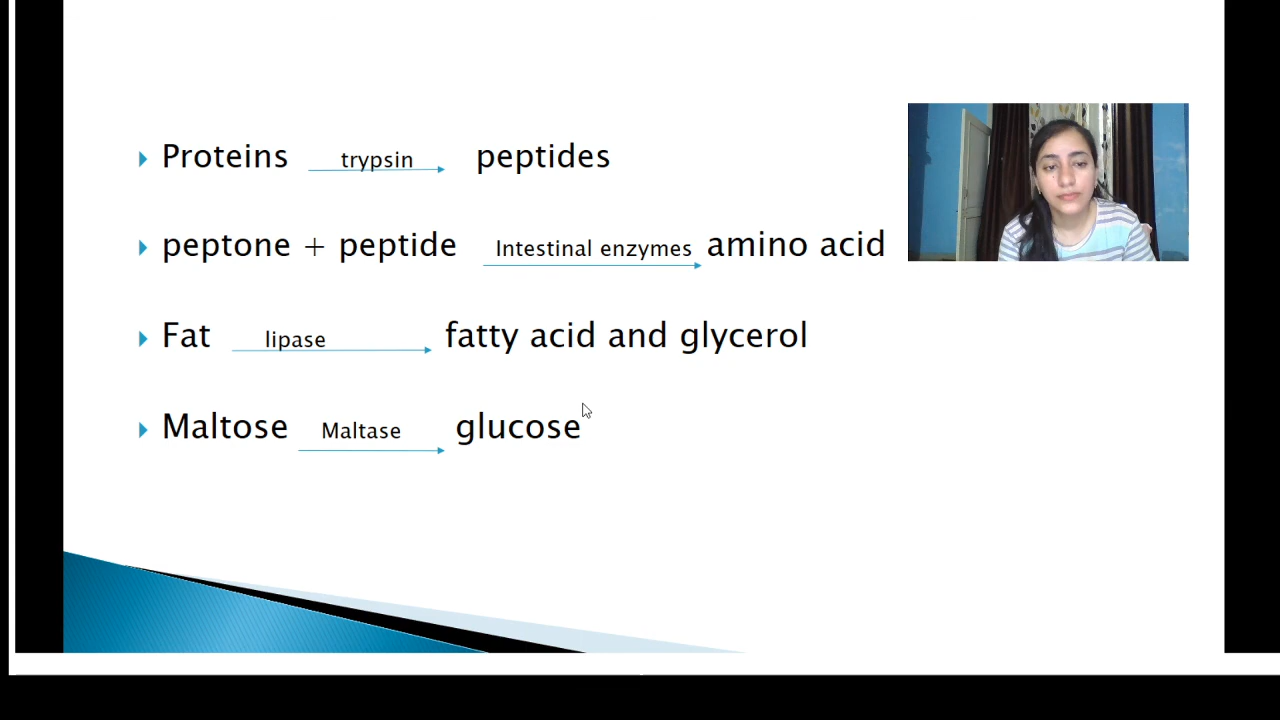 Proteins trypsin peptides
peptone + peptide Intestinal enzymes amino acid
Fat lipase fatty acid and glycerol
Maltose Maltase glucose